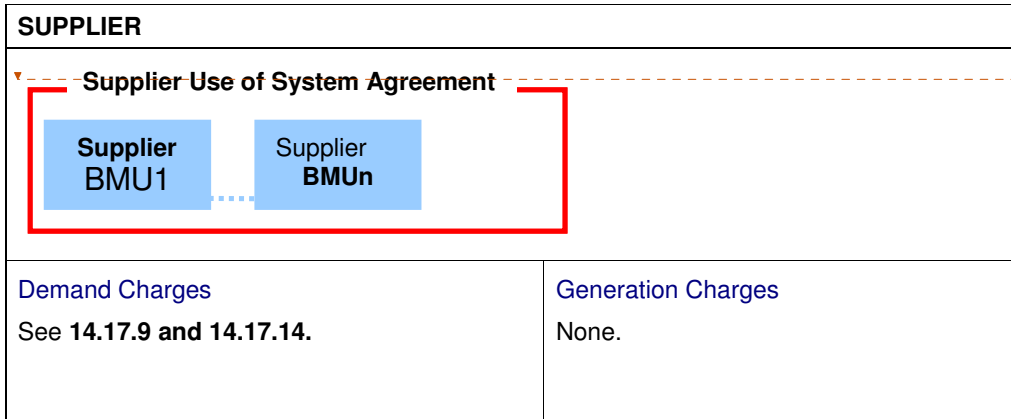 SUPPLIER
Supplier Use of System Agreement
Supplier
BMU1
Supplier
BMUn
Demand Charges
See 14.17.9 and 14.17.14.
Generation Charges
None.